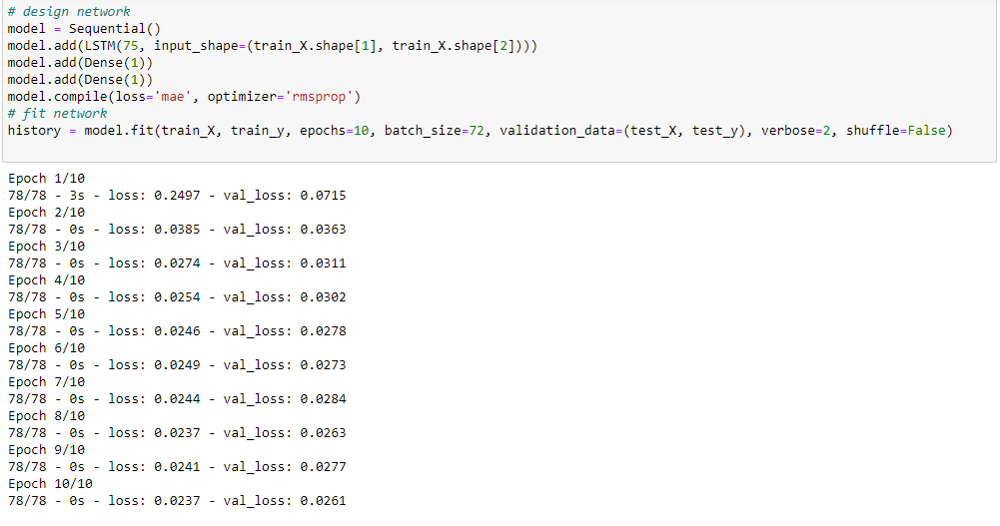 # design network
model = Sequential()
model.add(LSTM(75, input_shape=(train_X.shape[1], train_X.shape[2])))
model.add(Dense(1))
model.add(Dense(1))
model.compile(loss='mae', optimizer='rmsprop')
# fit network
history = model.fit(train_X, train_y, epochs=10, batch_size=72, validation_data=(test_X, test_y), verbose=2, shuffle=False)
Epoch 1/10
78/78 - 3s - loss: 0.2497 - val_loss: 0.0715
Epoch 2/10
78/78 - 0s - loss: 0.0385 - val_loss: 0.0363
Epoch 3/10
78/78 - 0s - loss: 0.0274 - val_loss: 0.0311
Epoch 4/10
78/78 - 0s - loss: 0.0254 - val_loss: 0.0302
Epoch 5/10
78/78 - 0s - loss: 0.0246 - val_loss: 0.0278
Epoch 6/10
78/78 - 0s - loss: 0.0249 - val_loss: 0.0273
Epoch 7/10
78/78 - 0s - loss: 0.0244 - val_loss: 0.0284
Epoch 8/10
78/78 - 0s - loss: 0.0237 - val_loss: 0.0263
Epoch 9/10
78/78 - 0s - loss: 0.0241 - val_loss: 0.0277
Epoch 10/10
78/78 - 0s - loss: 0.0237 - val_loss: 0.0261